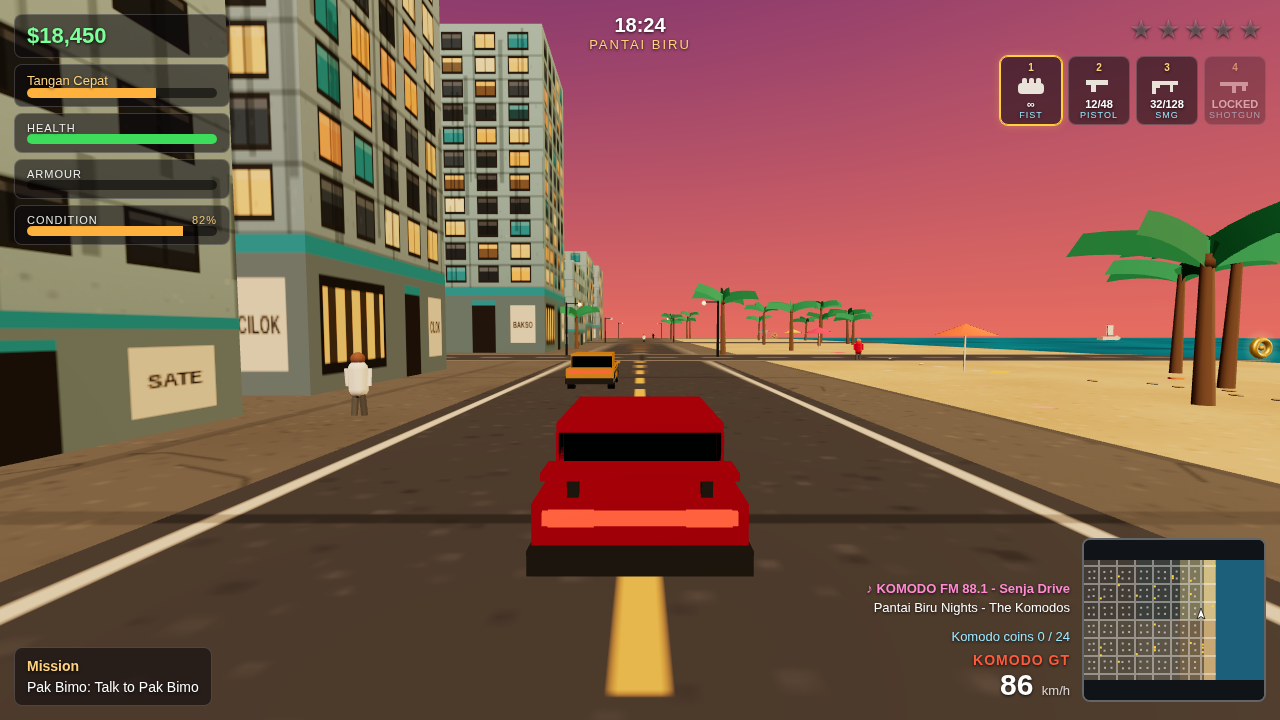 $18,450
Tangan Cepat
HEALTH
ARMOUR
CONDITION 82%
18:24
PANTAI BIRU
1
∞
FIST
2
12/48
PISTOL
3
32/128
SMG
4
LOCKED
SHOTGUN
CILOK
SATE
CILOK
BAKSO
♪ KOMODO FM 88.1 - Senja Drive
Pantai Biru Nights - The Komodos
Komodo coins 0 / 24
KOMODO GT
86 km/h
Mission
Pak Bimo: Talk to Pak Bimo